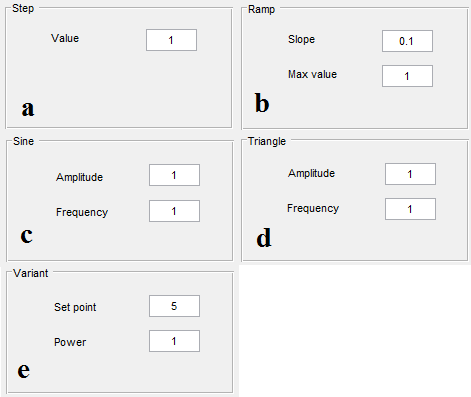 Step
Value 1
a
Ramp
Slope 0.1
Max value 1
b
Sine
Amplitude 1
Frequency 1
c
Triangle
Amplitude 1
Frequency 1
d
Variant
Set point 5
Power 1
e